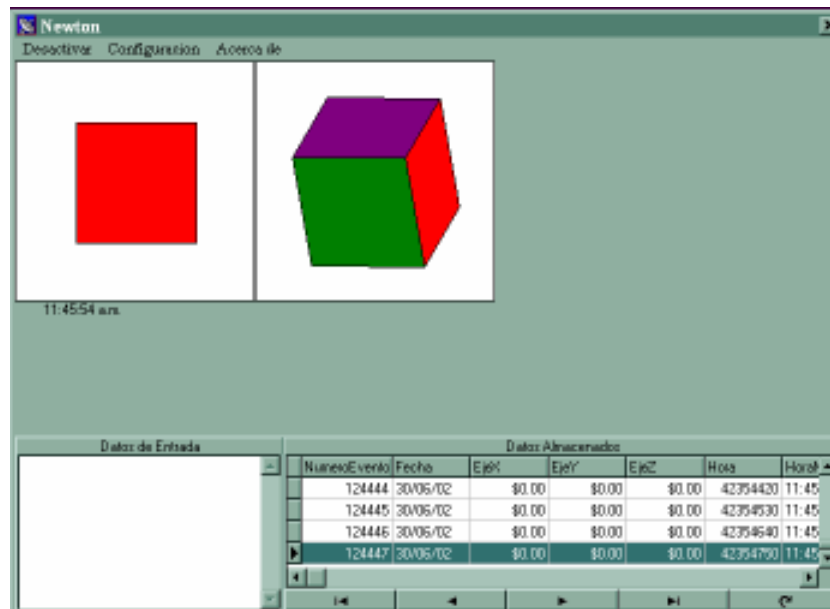 Newton
Desactivar Configuracion Acerca de
11:45:54 a.m.
Datos de Entrada
Datos Almacenados
NumeroEvento Fecha EjeX EjeY EjeZ Hora
124444 30/06/02 $0.00 $0.00 $0.00 42354420 11:45
124445 30/06/02 $0.00 $0.00 $0.00 42354530 11:45
124446 30/06/02 $0.00 $0.00 $0.00 42354640 11:45
124447 30/06/02 $0.00 $0.00 $0.00 42354750 11:45